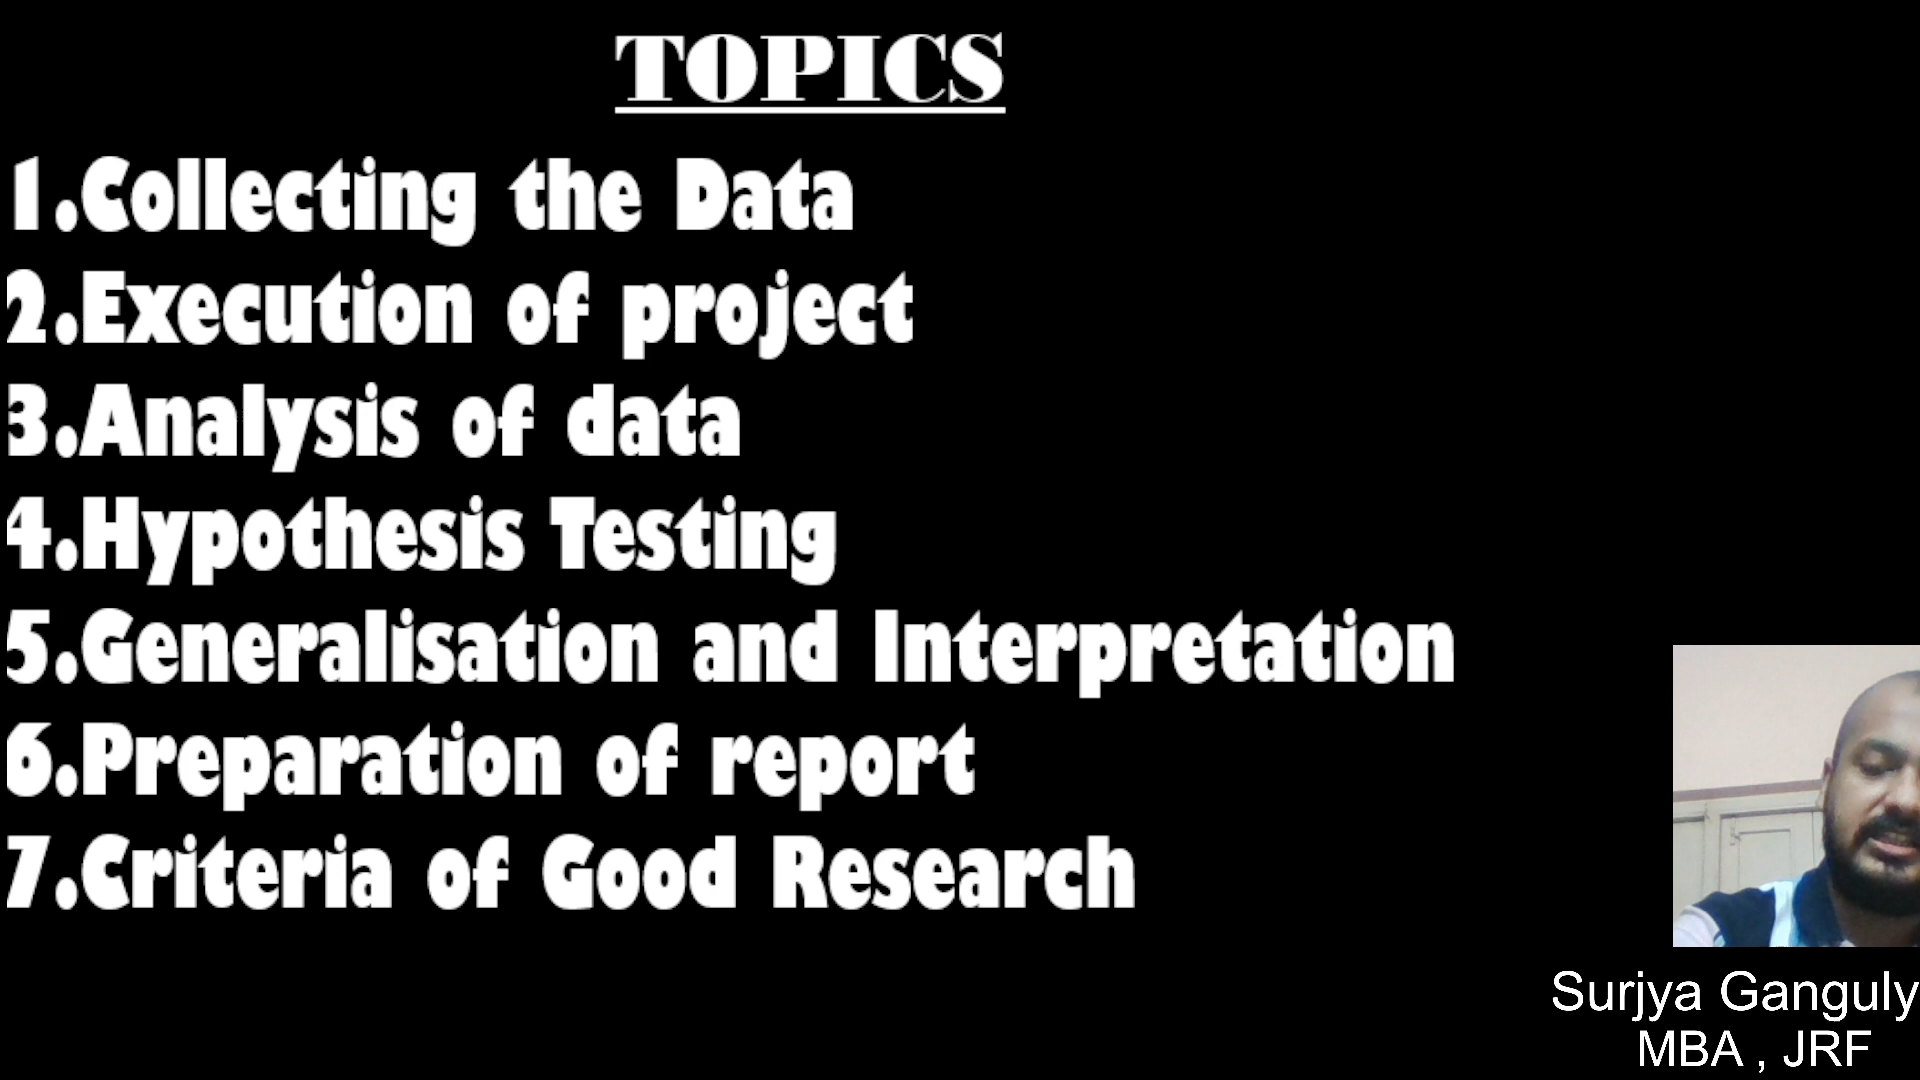 TOPICS
1.Collecting the Data
2.Execution of project
3.Analysis of data
4.Hypothesis Testing
5.Generalisation and Interpretation
6.Preparation of report
7.Criteria of Good Research
Surjya Ganguly
MBA , JRF